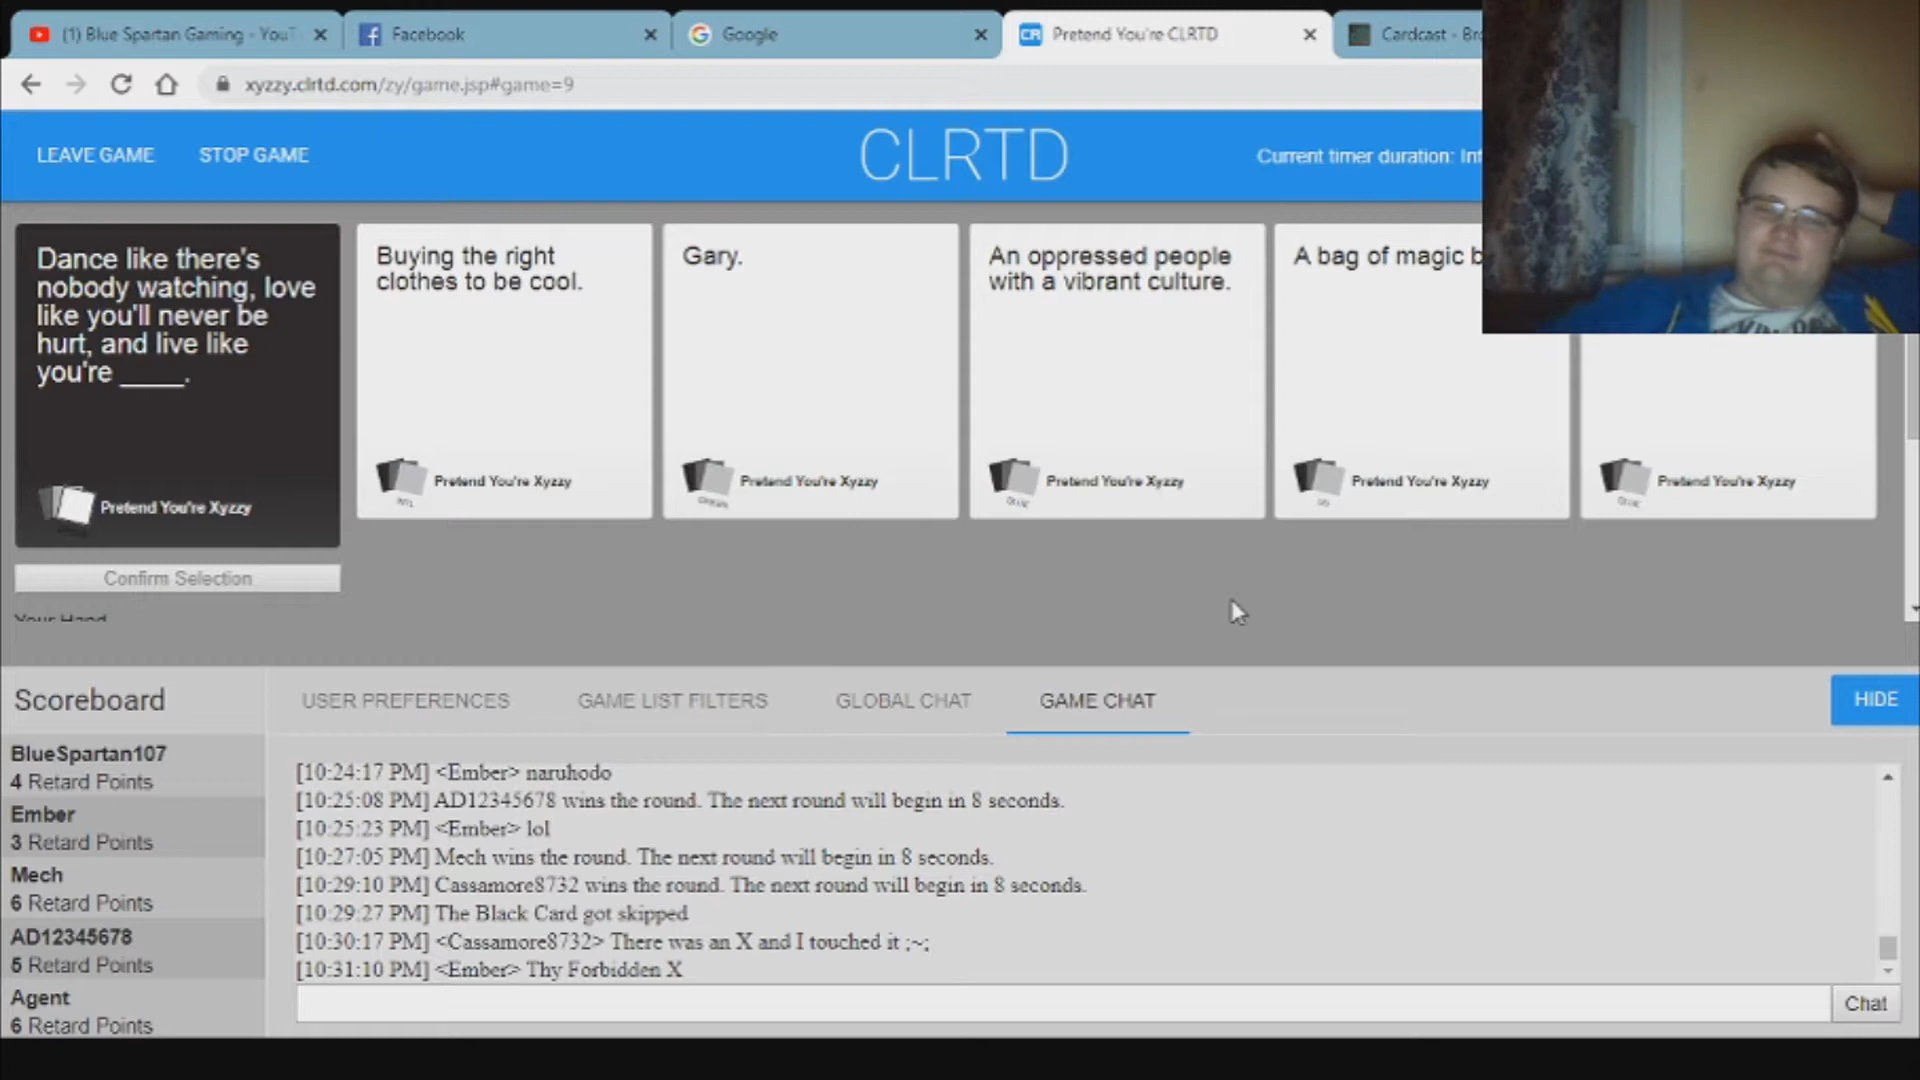 (1) Blue Spartan Gaming - YouT
Facebook
Google
Pretend You're CLRTD
Cardcast - Bro
xyzzy.clrtd.com/zy/game.jsp#game=9
LEAVE GAME
STOP GAME
CLRTD
Current timer duration: Inf
Dance like there's
nobody watching, love
like you'll never be
hurt, and live like
you're ____.
Pretend You're Xyzzy
Buying the right
clothes to be cool.
Pretend You're Xyzzy
Gary.
Pretend You're Xyzzy
An oppressed people
with a vibrant culture.
Pretend You're Xyzzy
A bag of magic b
Pretend You're Xyzzy
Pretend You're Xyzzy
Confirm Selection
Your Hand
Scoreboard
USER PREFERENCES
GAME LIST FILTERS
GLOBAL CHAT
GAME CHAT
HIDE
BlueSpartan107
4 Retard Points
Ember
3 Retard Points
Mech
6 Retard Points
AD12345678
5 Retard Points
Agent
6 Retard Points
[10:24:17 PM] <Ember> naruhodo
[10:25:08 PM] AD12345678 wins the round. The next round will begin in 8 seconds.
[10:25:23 PM] <Ember> lol
[10:27:05 PM] Mech wins the round. The next round will begin in 8 seconds.
[10:29:10 PM] Cassamore8732 wins the round. The next round will begin in 8 seconds.
[10:29:27 PM] The Black Card got skipped
[10:30:17 PM] <Cassamore8732> There was an X and I touched it ;~;
[10:31:10 PM] <Ember> Thy Forbidden X
Chat